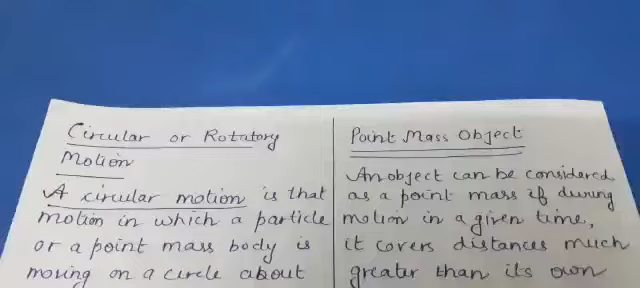 Circular or Rotatory
Motion
A circular motion is that
motion in which a particle
or a point mass body is
moving on a circle about
Point Mass Object
An object can be considered
as a point mass if during
motion in a given time,
it covers distances much
greater than its own